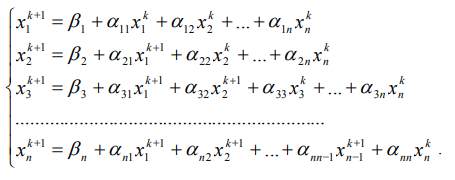 x_1^{k+1} = β_1 + α_{11}x_1^k + α_{12}x_2^k + ... + α_{1n}x_n^k
x_2^{k+1} = β_2 + α_{21}x_1^{k+1} + α_{22}x_2^k + ... + α_{2n}x_n^k
x_3^{k+1} = β_3 + α_{31}x_1^{k+1} + α_{32}x_2^{k+1} + α_{33}x_3^k + ... + α_{3n}x_n^k
................................................................
x_n^{k+1} = β_n + α_{n1}x_1^{k+1} + α_{n2}x_2^{k+1} + ... + α_{nn-1}x_{n-1}^{k+1} + α_{nn}x_n^k .